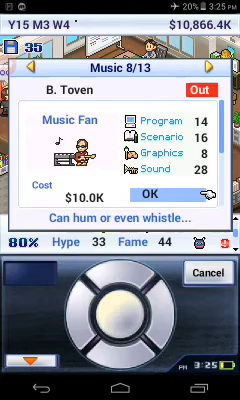 20% 3:25 PM
Y15 M3 W4 $10,866.4K
35
Music 8/13
B. Toven Out
Music Fan
Program 14
Scenario 16
Graphics 8
Sound 28
Cost
$10.0K
OK
Can hum or even whistle...
80% Hype 33 Fame 44
Cancel
PM 3:25